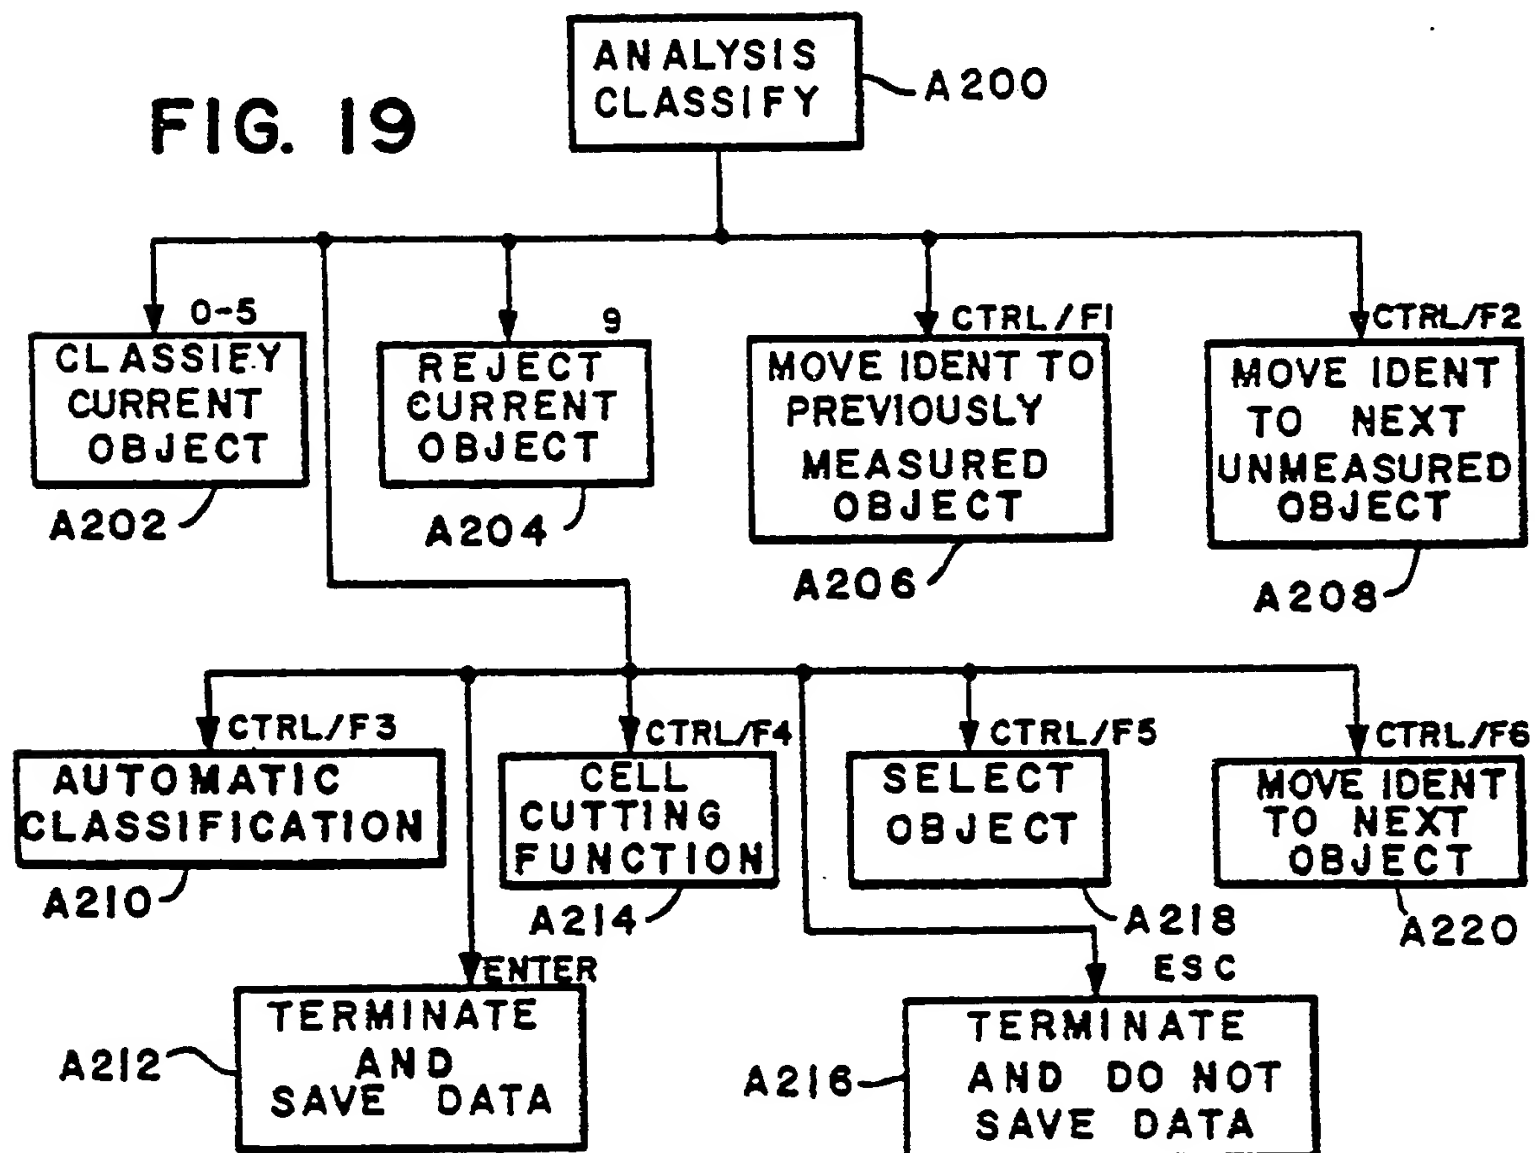 FIG. 19
ANALYSIS
CLASSIFY
A200
0-5
CLASSIEY
CURRENT
OBJECT
A202
9
REJECT
CURRENT
OBJECT
A204
CTRL/F1
MOVE IDENT TO
PREVIOUSLY
MEASURED
OBJECT
A206
CTRL/F2
MOVE IDENT
TO NEXT
UNMEASURED
OBJECT
A208
CTRL/F3
AUTOMATIC
CLASSIFICATION
A210
CTRL/F4
CELL
CUTTING
FUNCTION
A214
CTRL/F5
SELECT
OBJECT
A218
CTRL/F6
MOVE IDENT
TO NEXT
OBJECT
A220
ENTER
TERMINATE
AND
SAVE DATA
A212
ESC
TERMINATE
AND DO NOT
SAVE DATA
A216